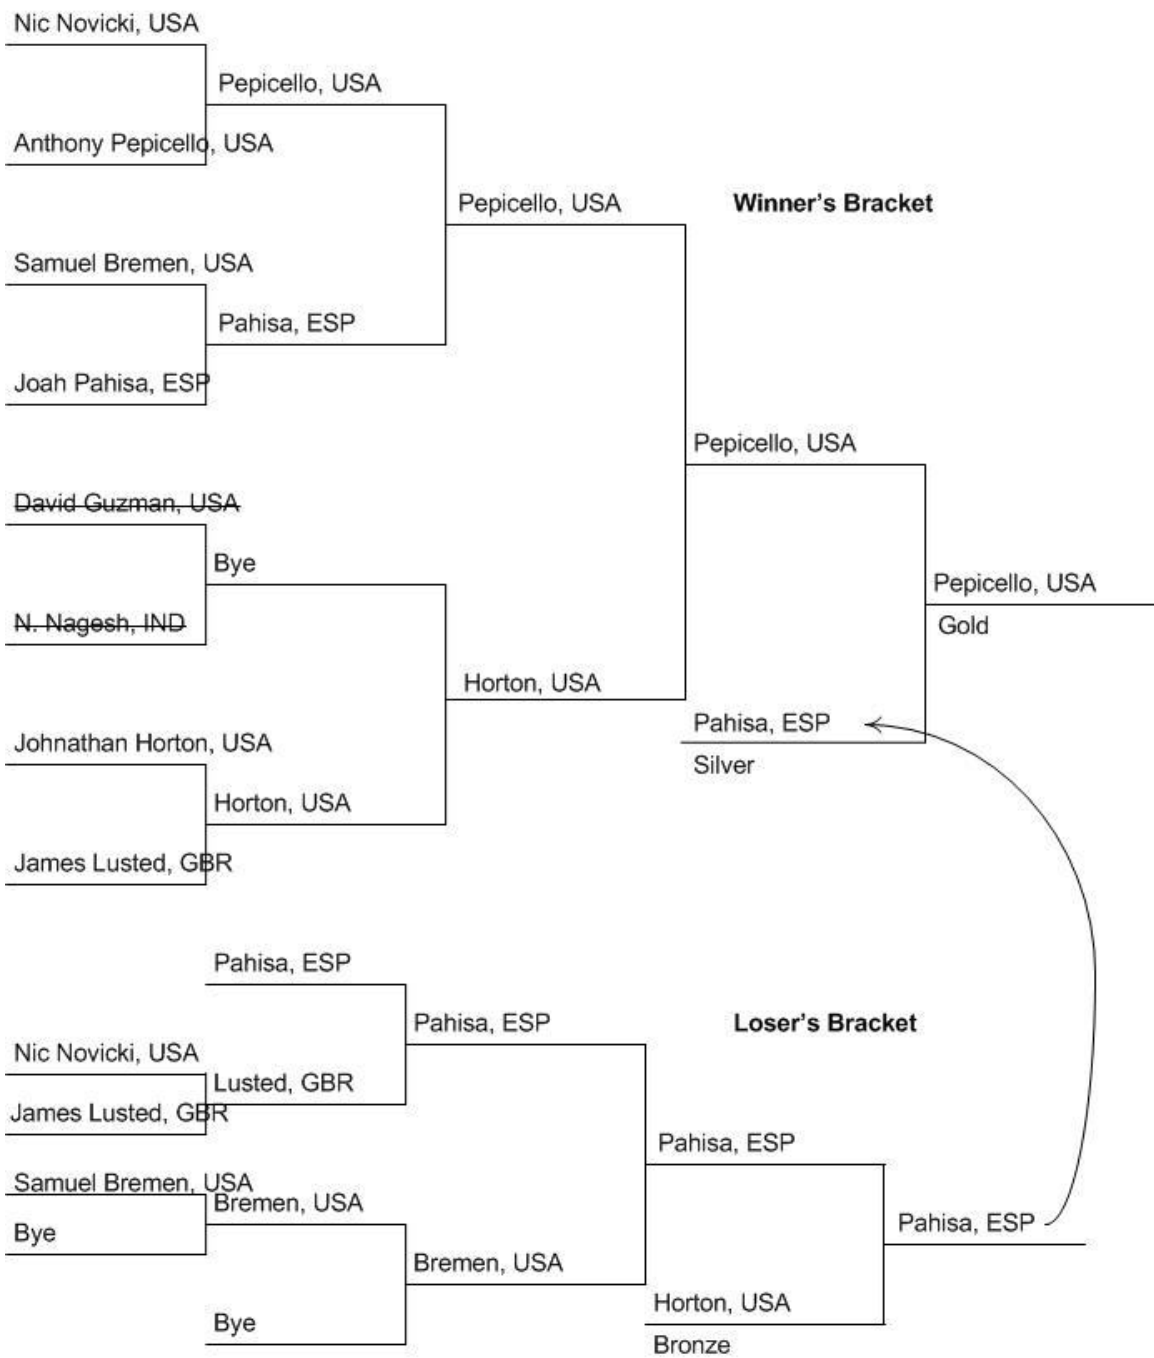 Nic Novicki, USA
Pepicello, USA
Anthony Pepicello, USA
Pepicello, USA
Winner's Bracket
Samuel Bremen, USA
Pahisa, ESP
Joah Pahisa, ESP
Pepicello, USA
David Guzman, USA
Bye
Pepicello, USA
N. Nagesh, IND
Gold
Horton, USA
Pahisa, ESP
Johnathan Horton, USA
Silver
Horton, USA
James Lusted, GBR
Pahisa, ESP
Pahisa, ESP
Loser's Bracket
Nic Novicki, USA
Lusted, GBR
James Lusted, GBR
Pahisa, ESP
Samuel Bremen, USA
Bremen, USA
Pahisa, ESP
Bye
Bremen, USA
Horton, USA
Bye
Bronze